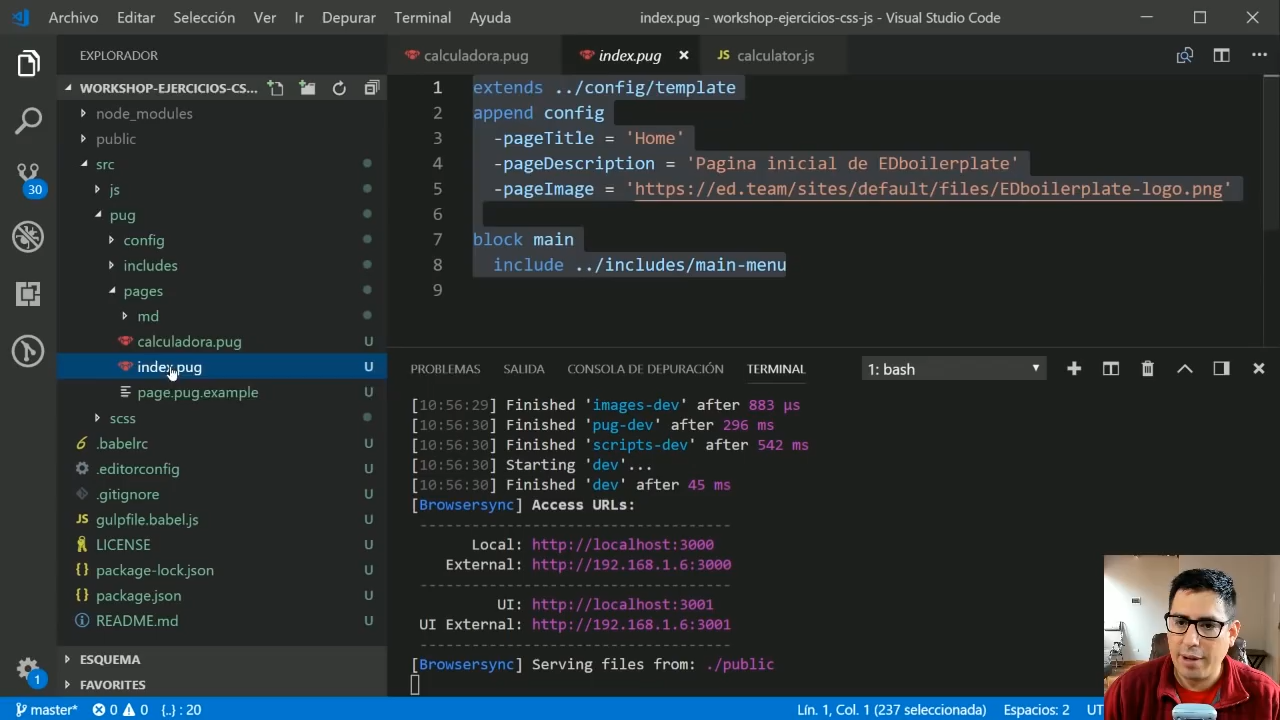 Archivo Editar Selección Ver Ir Depurar Terminal Ayuda index.pug - workshop-ejercicios-css-js - Visual Studio Code
EXPLORADOR
WORKSHOP-EJERCICIOS-CS...
node_modules
public
src
js
pug
config
includes
pages
md
calculadora.pug U
index.pug U
page.pug.example U
scss
.babelrc U
.editorconfig U
.gitignore U
JS gulpfile.babel.js U
LICENSE U
{} package-lock.json U
{} package.json U
README.md U
ESQUEMA
FAVORITES
30
1
calculadora.pug index.pug JS calculator.js
1 extends ../config/template
2 append config
3 -pageTitle = 'Home'
4 -pageDescription = 'Pagina inicial de EDboilerplate'
5 -pageImage = 'https://ed.team/sites/default/files/EDboilerplate-logo.png'
6
7 block main
8 include ../includes/main-menu
9
PROBLEMAS SALIDA CONSOLA DE DEPURACIÓN TERMINAL 1: bash
[10:56:29] Finished 'images-dev' after 883 μs
[10:56:30] Finished 'pug-dev' after 296 ms
[10:56:30] Finished 'scripts-dev' after 542 ms
[10:56:30] Starting 'dev'...
[10:56:30] Finished 'dev' after 45 ms
[Browsersync] Access URLs:
-----------------------------------
Local: http://localhost:3000
External: http://192.168.1.6:3000
-----------------------------------
UI: http://localhost:3001
UI External: http://192.168.1.6:3001
-----------------------------------
[Browsersync] Serving files from: ./public
master* 0 0 {..} : 20 Lín. 1, Col. 1 (237 seleccionada) Espacios: 2 UT